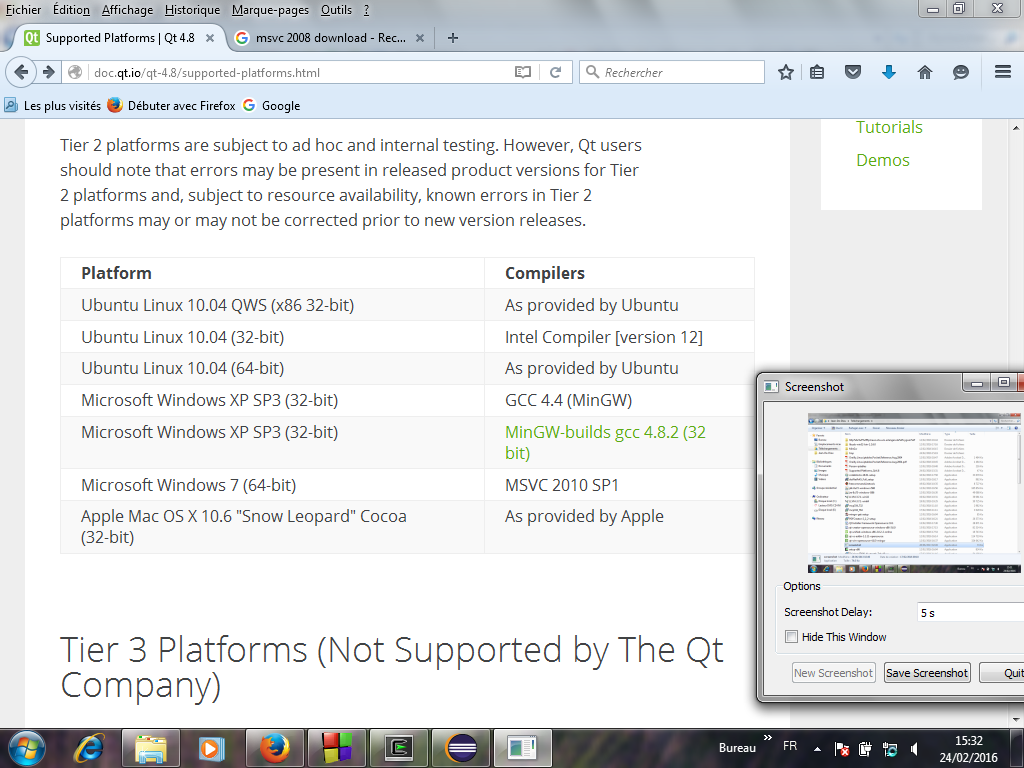 Fichier Édition Affichage Historique Marque-pages Outils ?
Supported Platforms | Qt 4.8
msvc 2008 download - Rec...
doc.qt.io/qt-4.8/supported-platforms.html
Rechercher
Les plus visités Débuter avec Firefox Google
Tutorials
Demos
Tier 2 platforms are subject to ad hoc and internal testing. However, Qt users
should note that errors may be present in released product versions for Tier
2 platforms and, subject to resource availability, known errors in Tier 2
platforms may or may not be corrected prior to new version releases.
Platform Compilers
Ubuntu Linux 10.04 QWS (x86 32-bit) As provided by Ubuntu
Ubuntu Linux 10.04 (32-bit) Intel Compiler [version 12]
Ubuntu Linux 10.04 (64-bit) As provided by Ubuntu
Microsoft Windows XP SP3 (32-bit) GCC 4.4 (MinGW)
Microsoft Windows XP SP3 (32-bit) MinGW-builds gcc 4.8.2 (32
bit)
Microsoft Windows 7 (64-bit) MSVC 2010 SP1
Apple Mac OS X 10.6 "Snow Leopard" Cocoa As provided by Apple
(32-bit)
Tier 3 Platforms (Not Supported by The Qt
Company)
Screenshot
Options
Screenshot Delay: 5 s
Hide This Window
New Screenshot Save Screenshot Quit
Bureau » FR 15:32
24/02/2016